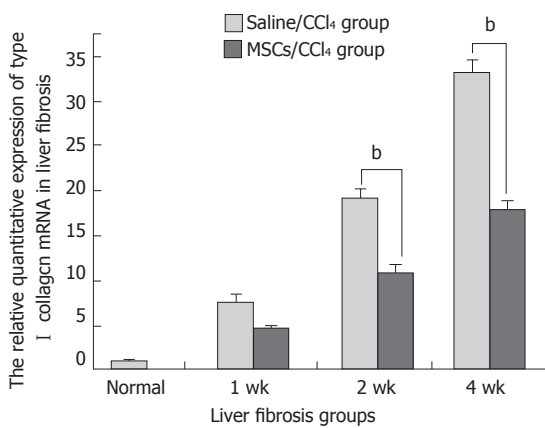 Saline/CCl₄ group
MSCs/CCl₄ group
The relative quantitative expression of type
I collagcn mRNA in liver fibrosis
35
30
25
20
15
10
5
0
b
b
Normal
1 wk
2 wk
4 wk
Liver fibrosis groups